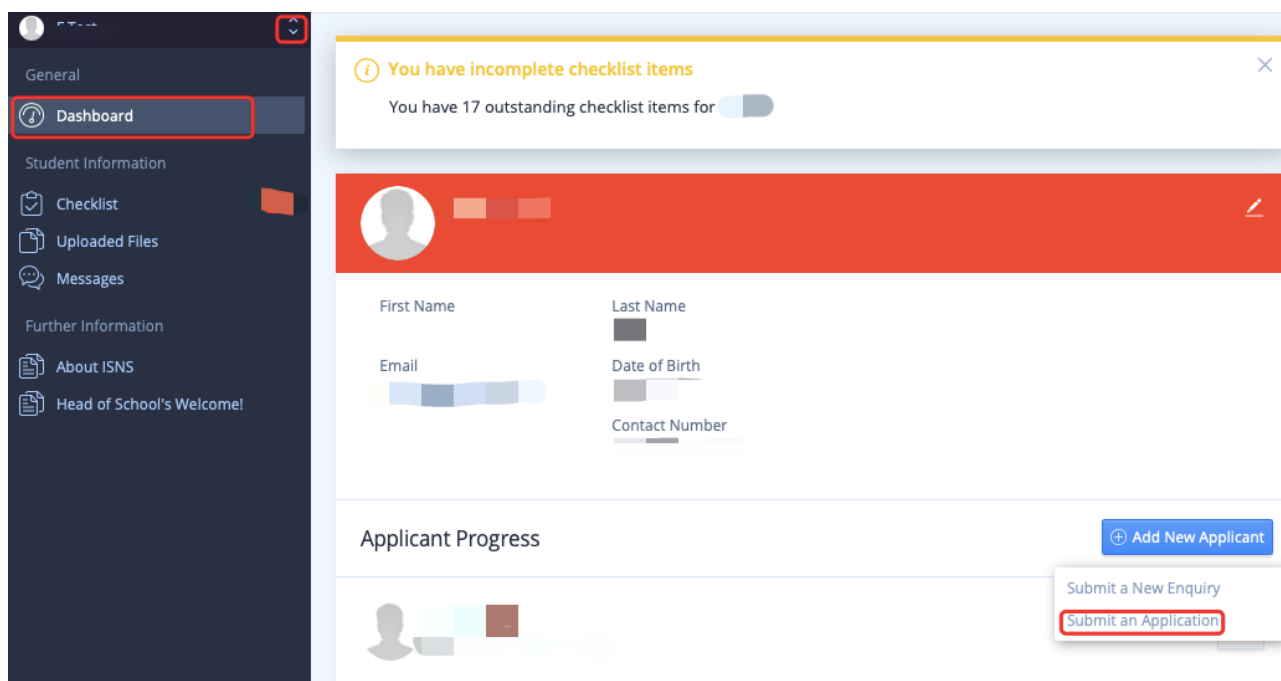 General
Dashboard
Student Information
Checklist
Uploaded Files
Messages
Further Information
About ISNS
Head of School's Welcome!
You have incomplete checklist items
You have 17 outstanding checklist items for
First Name
Last Name
Email
Date of Birth
Contact Number
Applicant Progress
Add New Applicant
Submit a New Enquiry
Submit an Application